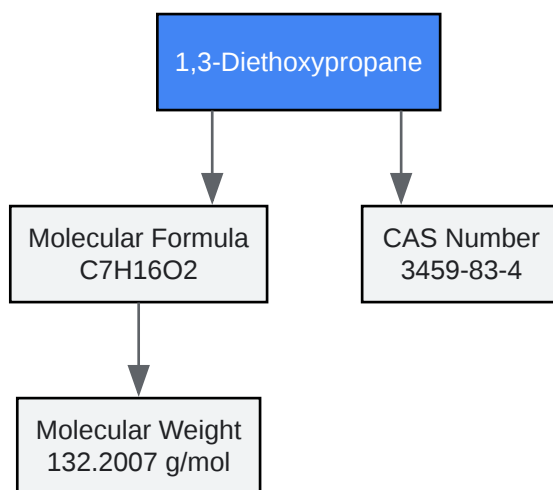 1,3-Diethoxypropane
Molecular Formula
C7H16O2
CAS Number
3459-83-4
Molecular Weight
132.2007 g/mol